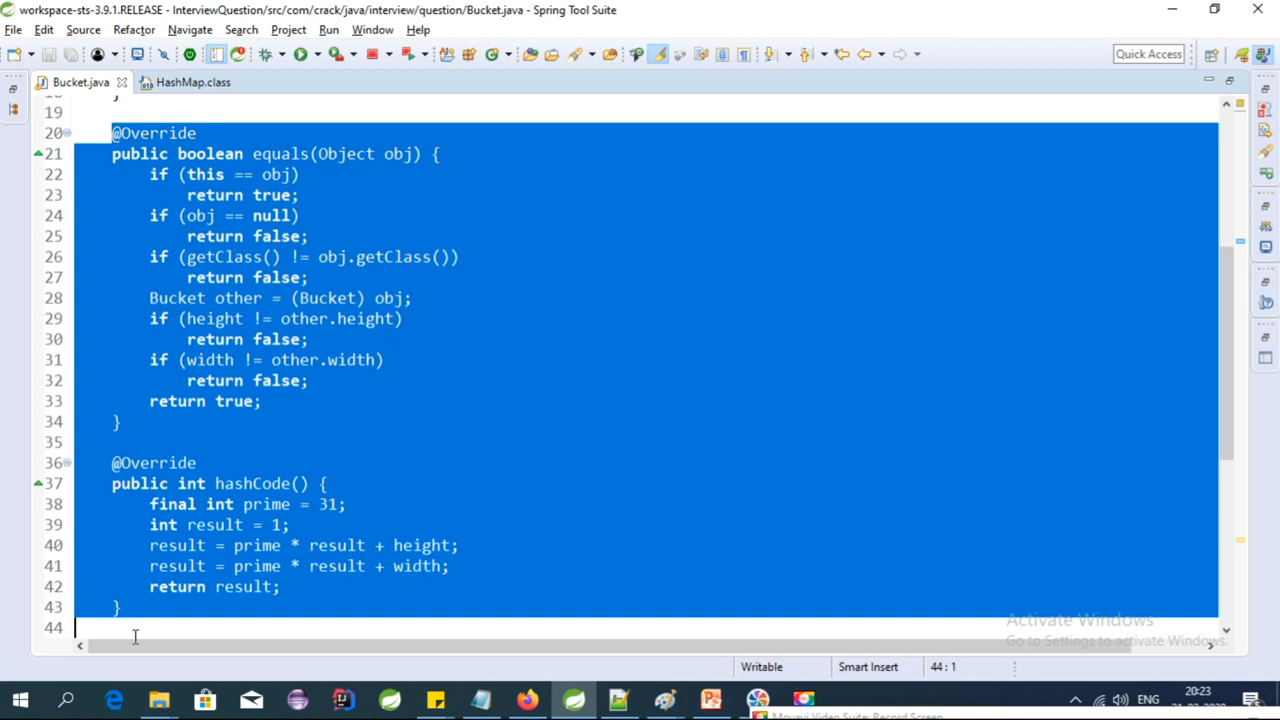 workspace-sts-3.9.1.RELEASE - InterviewQuestion/src/com/crack/java/interview/question/Bucket.java - Spring Tool Suite
File Edit Source Refactor Navigate Search Project Run Window Help
Quick Access
Bucket.java HashMap.class
19
20 @Override
21 public boolean equals(Object obj) {
22 if (this == obj)
23 return true;
24 if (obj == null)
25 return false;
26 if (getClass() != obj.getClass())
27 return false;
28 Bucket other = (Bucket) obj;
29 if (height != other.height)
30 return false;
31 if (width != other.width)
32 return false;
33 return true;
34 }
35
36 @Override
37 public int hashCode() {
38 final int prime = 31;
39 int result = 1;
40 result = prime * result + height;
41 result = prime * result + width;
42 return result;
43 }
44
Activate Windows
Go to Settings to activate Windows.
Writable Smart Insert 44 : 1
ENG 20:23
Movavi Video Suite: Record Screen